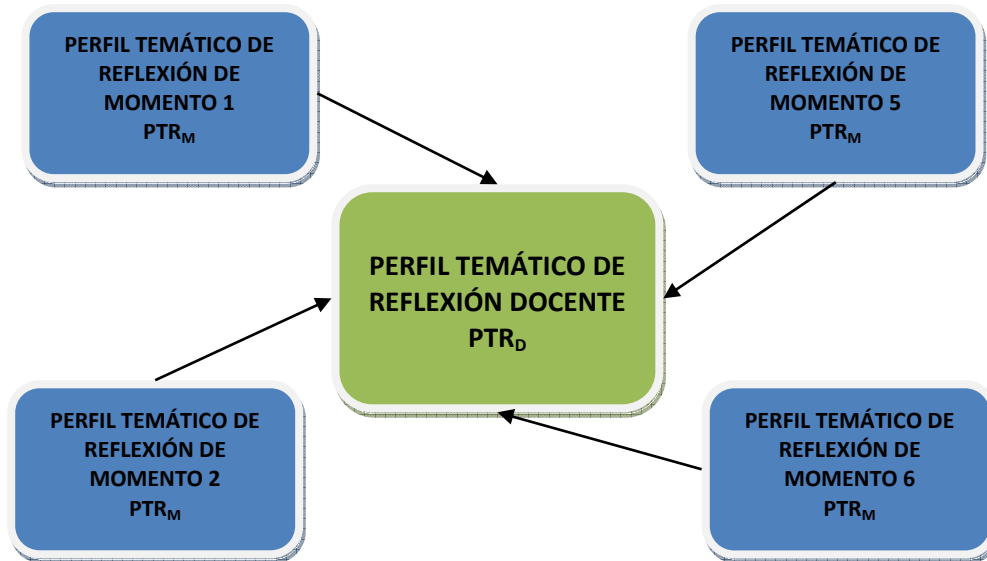 PERFIL TEMÁTICO DE
REFLEXIÓN DE
MOMENTO 1
PTRM
PERFIL TEMÁTICO DE
REFLEXIÓN DE
MOMENTO 5
PTRM
PERFIL TEMÁTICO DE
REFLEXIÓN DOCENTE
PTRD
PERFIL TEMÁTICO DE
REFLEXIÓN DE
MOMENTO 2
PTRM
PERFIL TEMÁTICO DE
REFLEXIÓN DE
MOMENTO 6
PTRM